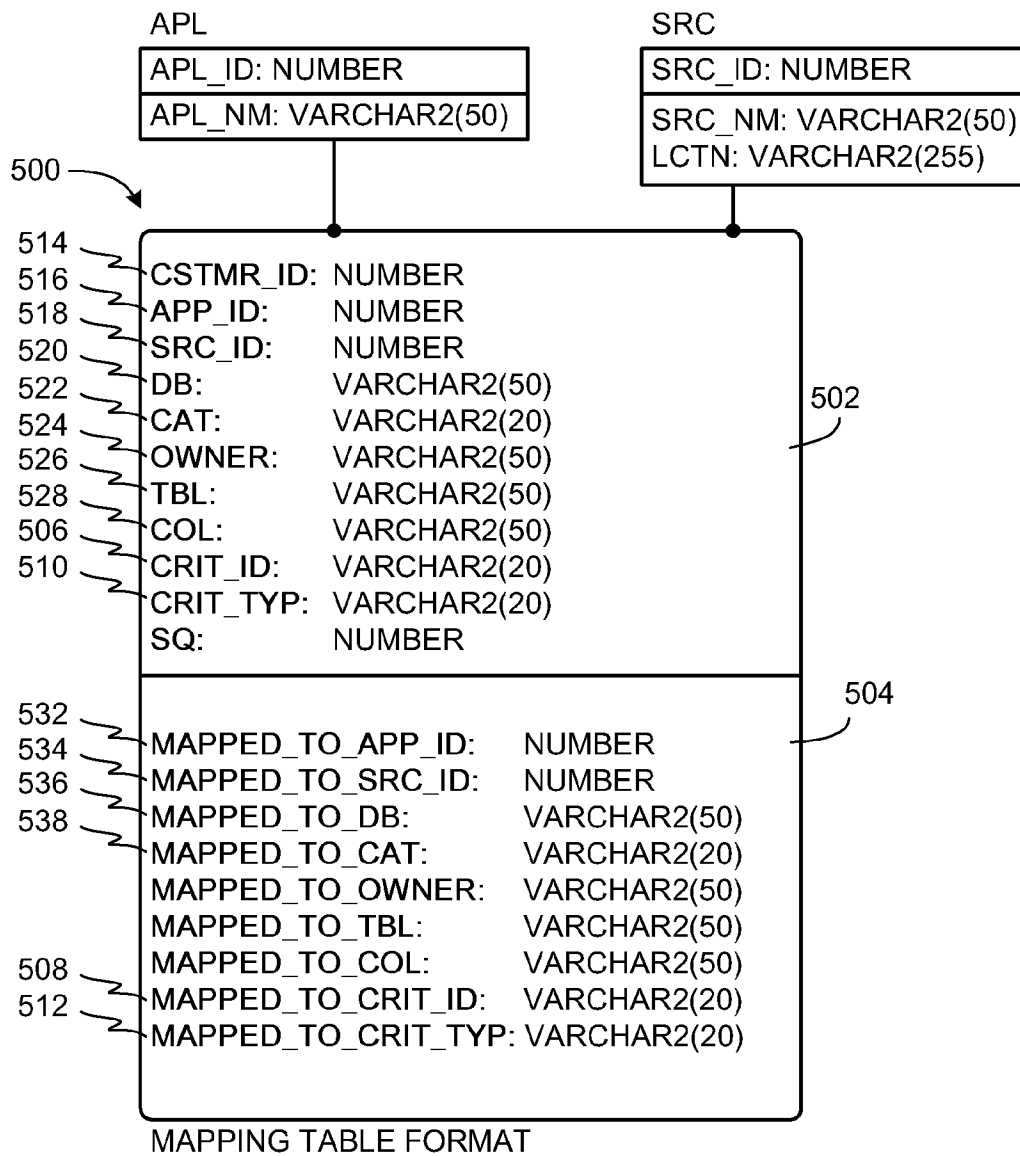 APL
APL_ID: NUMBER
APL_NM: VARCHAR2(50)
SRC
SRC_ID: NUMBER
SRC_NM: VARCHAR2(50)
LCTN: VARCHAR2(255)
500
514 CSTMR_ID: NUMBER
516 APP_ID: NUMBER
518 SRC_ID: NUMBER
520 DB: VARCHAR2(50)
522 CAT: VARCHAR2(20)
524 OWNER: VARCHAR2(50)
526 TBL: VARCHAR2(50)
528 COL: VARCHAR2(50)
506 CRIT_ID: VARCHAR2(20)
510 CRIT_TYP: VARCHAR2(20)
SQ: NUMBER
502
504
532 MAPPED_TO_APP_ID: NUMBER
534 MAPPED_TO_SRC_ID: NUMBER
536 MAPPED_TO_DB: VARCHAR2(50)
538 MAPPED_TO_CAT: VARCHAR2(20)
MAPPED_TO_OWNER: VARCHAR2(50)
MAPPED_TO_TBL: VARCHAR2(50)
MAPPED_TO_COL: VARCHAR2(50)
508 MAPPED_TO_CRIT_ID: VARCHAR2(20)
512 MAPPED_TO_CRIT_TYP: VARCHAR2(20)
MAPPING TABLE FORMAT